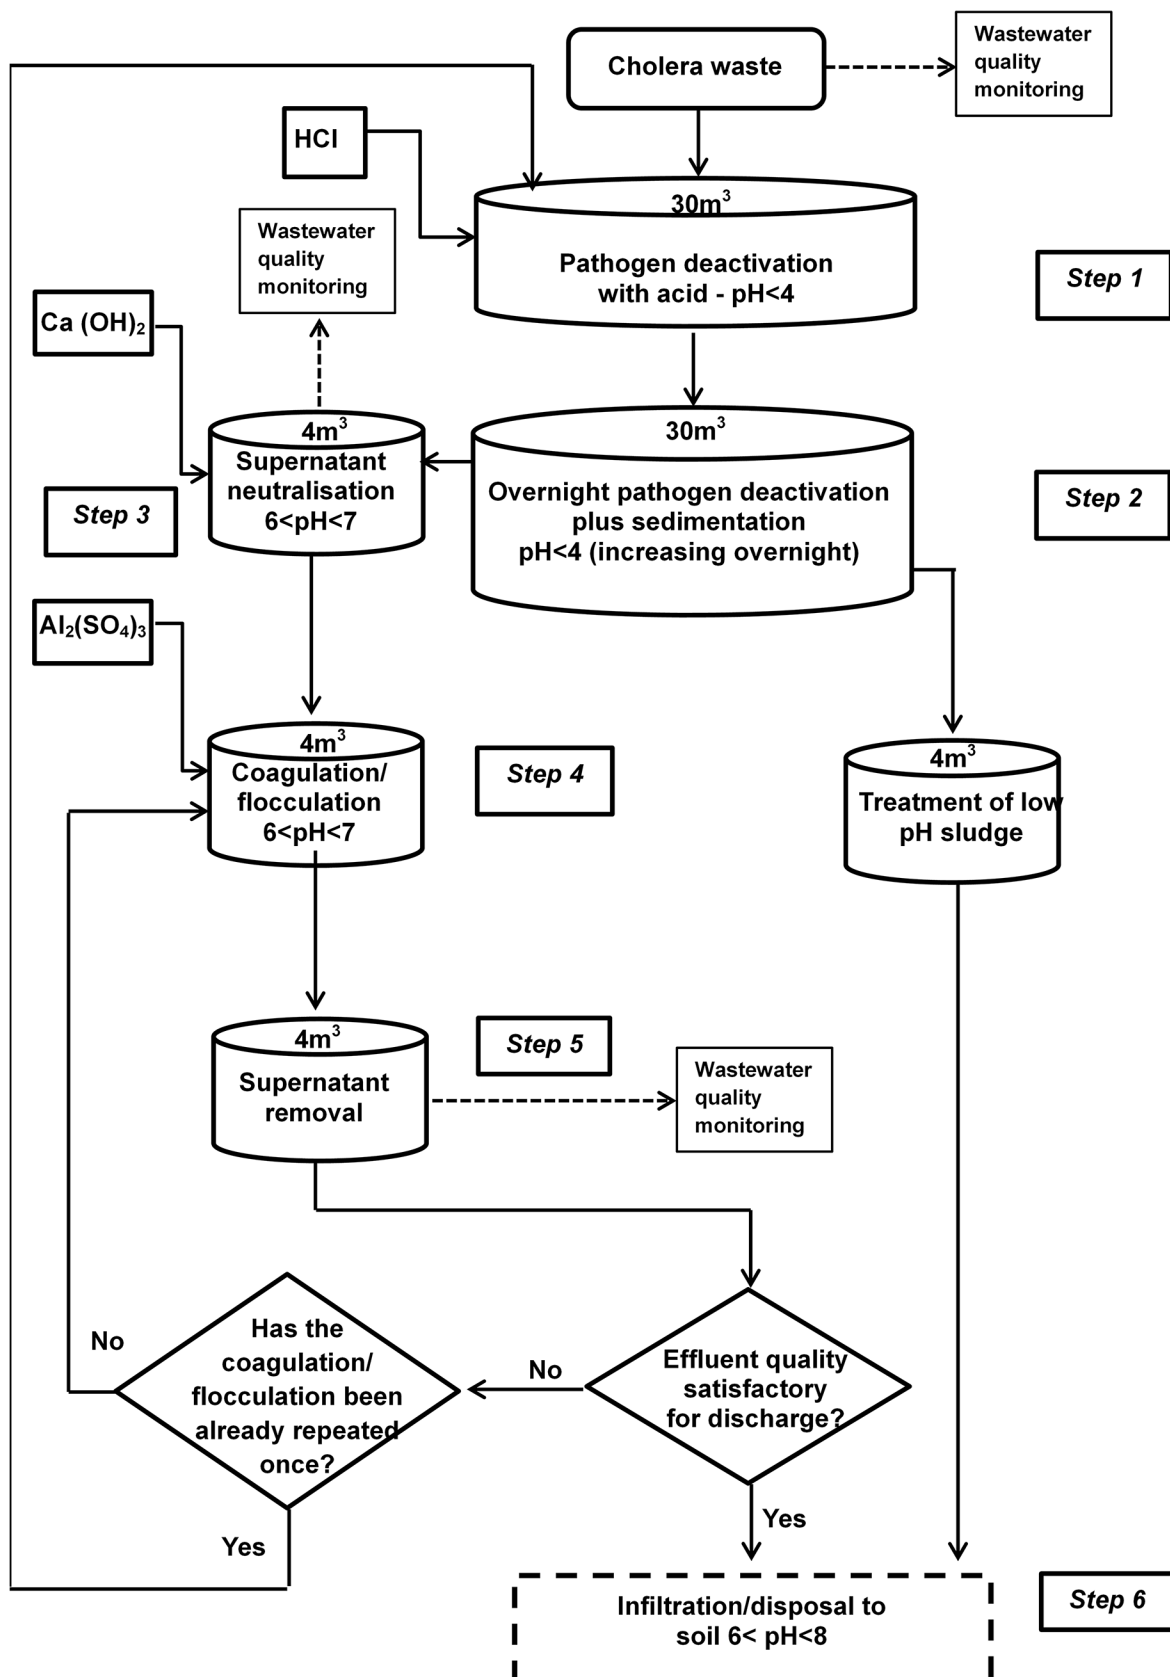 Cholera waste
Wastewater
quality
monitoring
HCl
30m³
Pathogen deactivation
with acid - pH<4
Step 1
Wastewater
quality
monitoring
Ca (OH)₂
4m³
Supernatant
neutralisation
6<pH<7
Step 3
30m³
Overnight pathogen deactivation
plus sedimentation
pH<4 (increasing overnight)
Step 2
Al₂(SO₄)₃
4m³
Coagulation/
flocculation
6<pH<7
Step 4
4m³
Treatment of low
pH sludge
4m³
Supernatant
removal
Step 5
Wastewater
quality
monitoring
No
Has the
coagulation/
flocculation been
already repeated
once?
No
Effluent quality
satisfactory
for discharge?
Yes
Yes
Infiltration/disposal to
soil 6< pH<8
Step 6